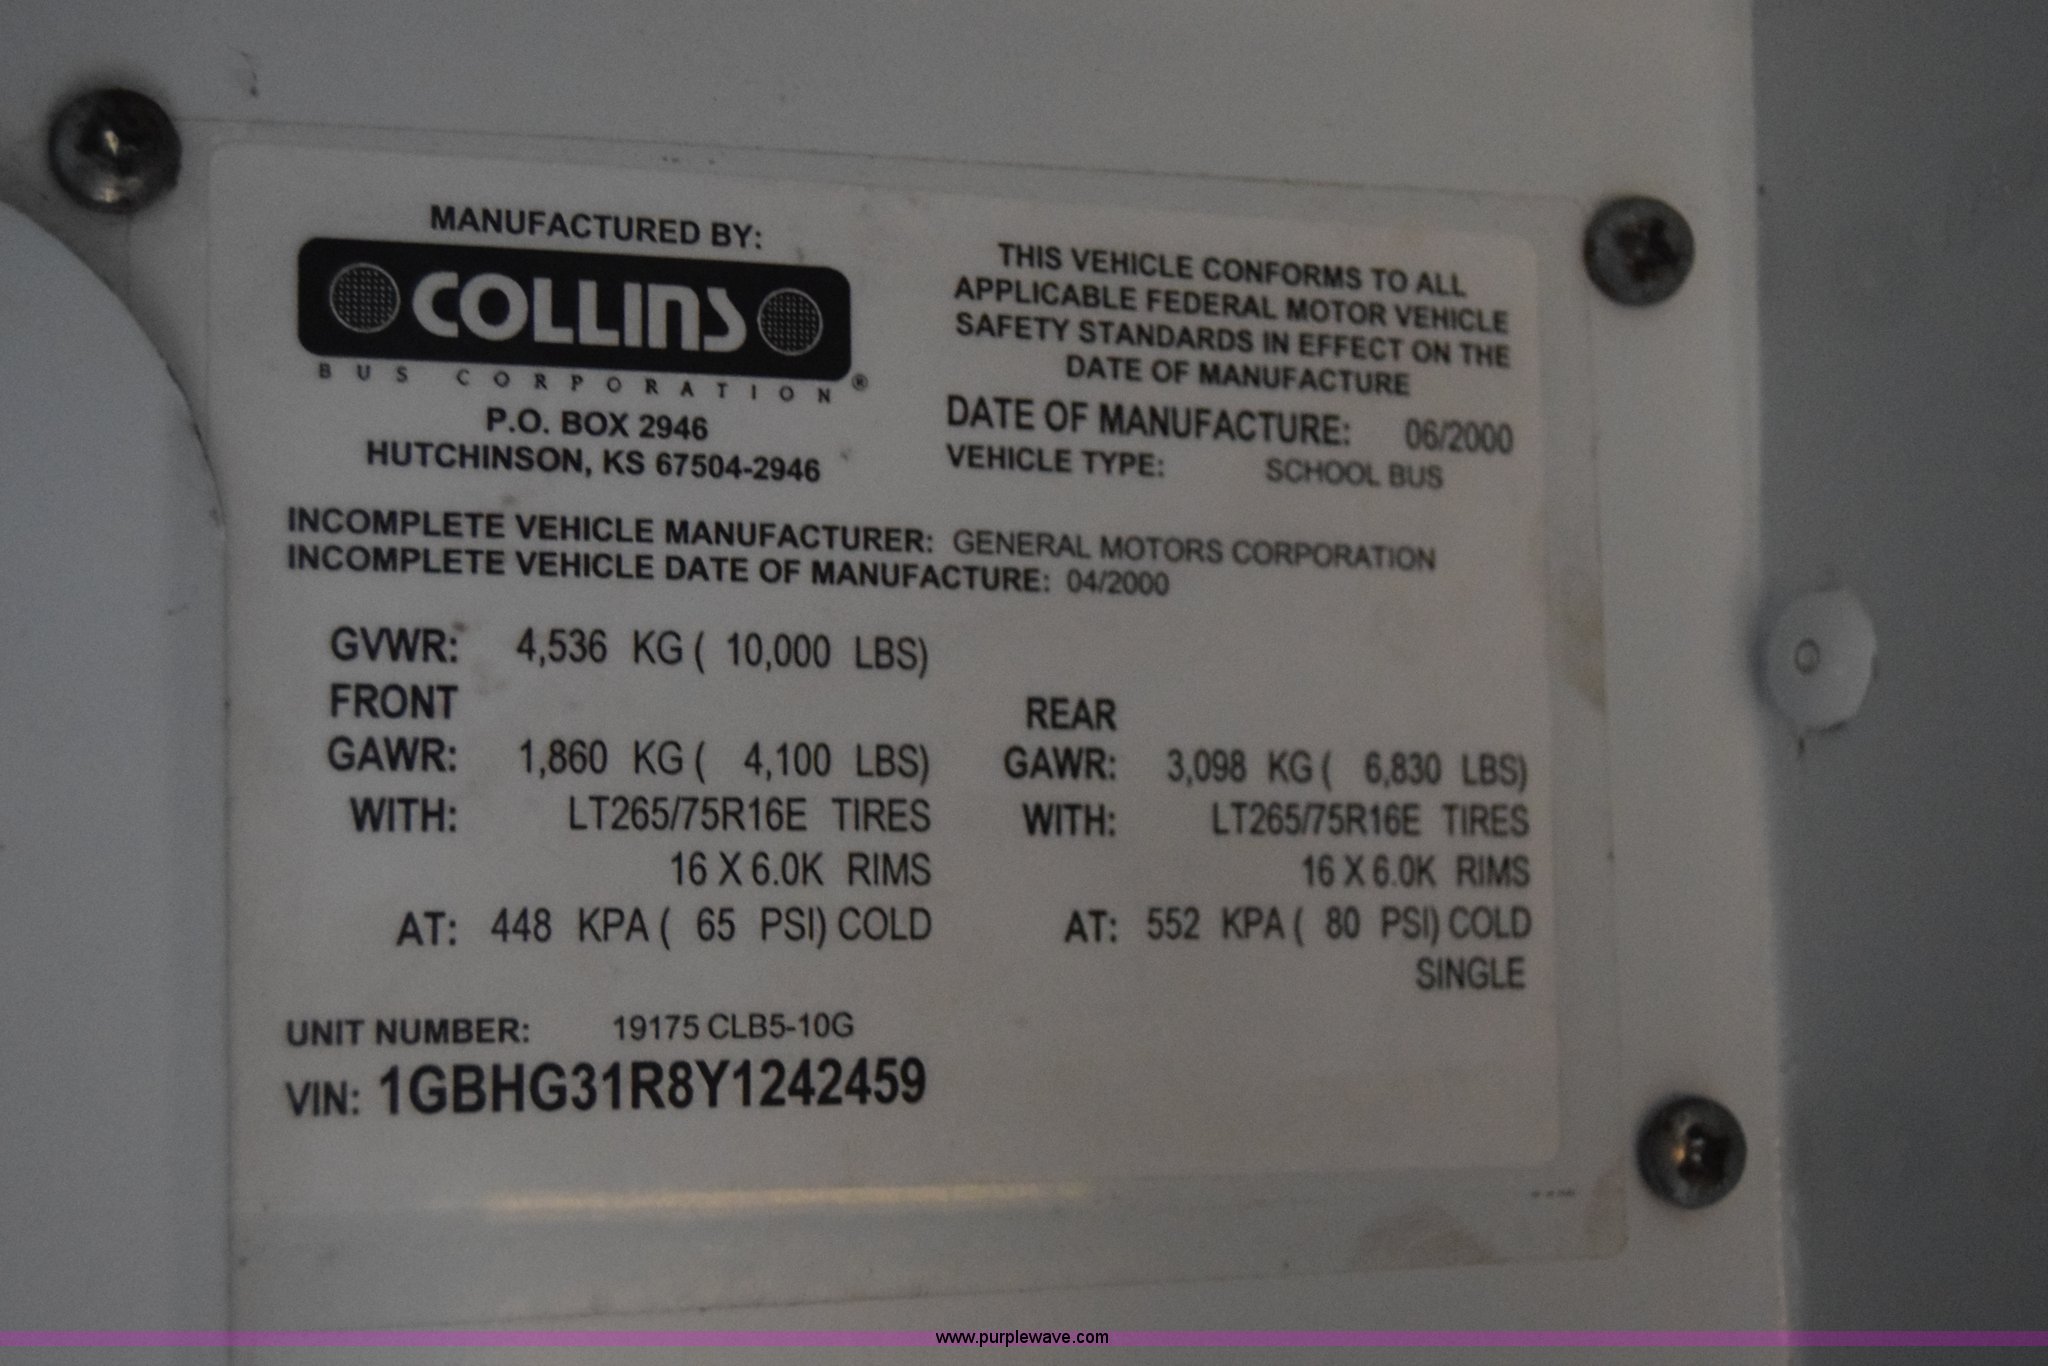 MANUFACTURED BY:
COLLINS
BUS CORPORATION®
P.O. BOX 2946
HUTCHINSON, KS 67504-2946
THIS VEHICLE CONFORMS TO ALL
APPLICABLE FEDERAL MOTOR VEHICLE
SAFETY STANDARDS IN EFFECT ON THE
DATE OF MANUFACTURE
DATE OF MANUFACTURE: 06/2000
VEHICLE TYPE: SCHOOL BUS
INCOMPLETE VEHICLE MANUFACTURER: GENERAL MOTORS CORPORATION
INCOMPLETE VEHICLE DATE OF MANUFACTURE: 04/2000
GVWR: 4,536 KG ( 10,000 LBS)
FRONT
GAWR: 1,860 KG ( 4,100 LBS)
WITH: LT265/75R16E TIRES
16 X 6.0K RIMS
AT: 448 KPA ( 65 PSI) COLD
REAR
GAWR: 3,098 KG ( 6,830 LBS)
WITH: LT265/75R16E TIRES
16 X 6.0K RIMS
AT: 552 KPA ( 80 PSI) COLD
SINGLE
UNIT NUMBER: 19175 CLB5-10G
VIN: 1GBHG31R8Y1242459
www.purplewave.com